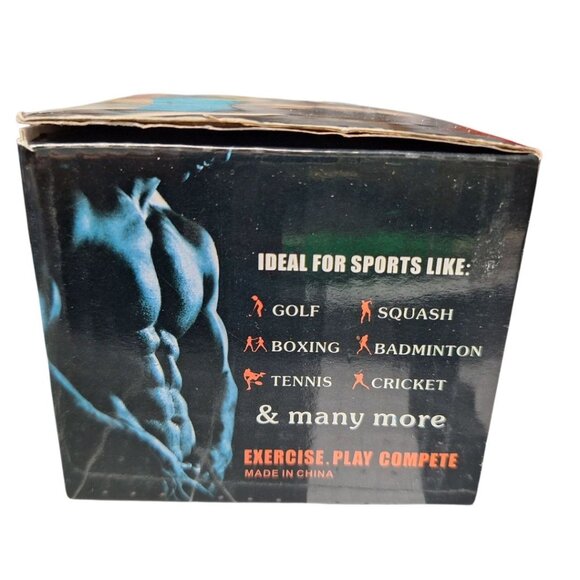 IDEAL FOR SPORTS LIKE:
GOLF SQUASH
BOXING BADMINTON
TENNIS CRICKET
& many more
EXERCISE. PLAY COMPETE
MADE IN CHINA